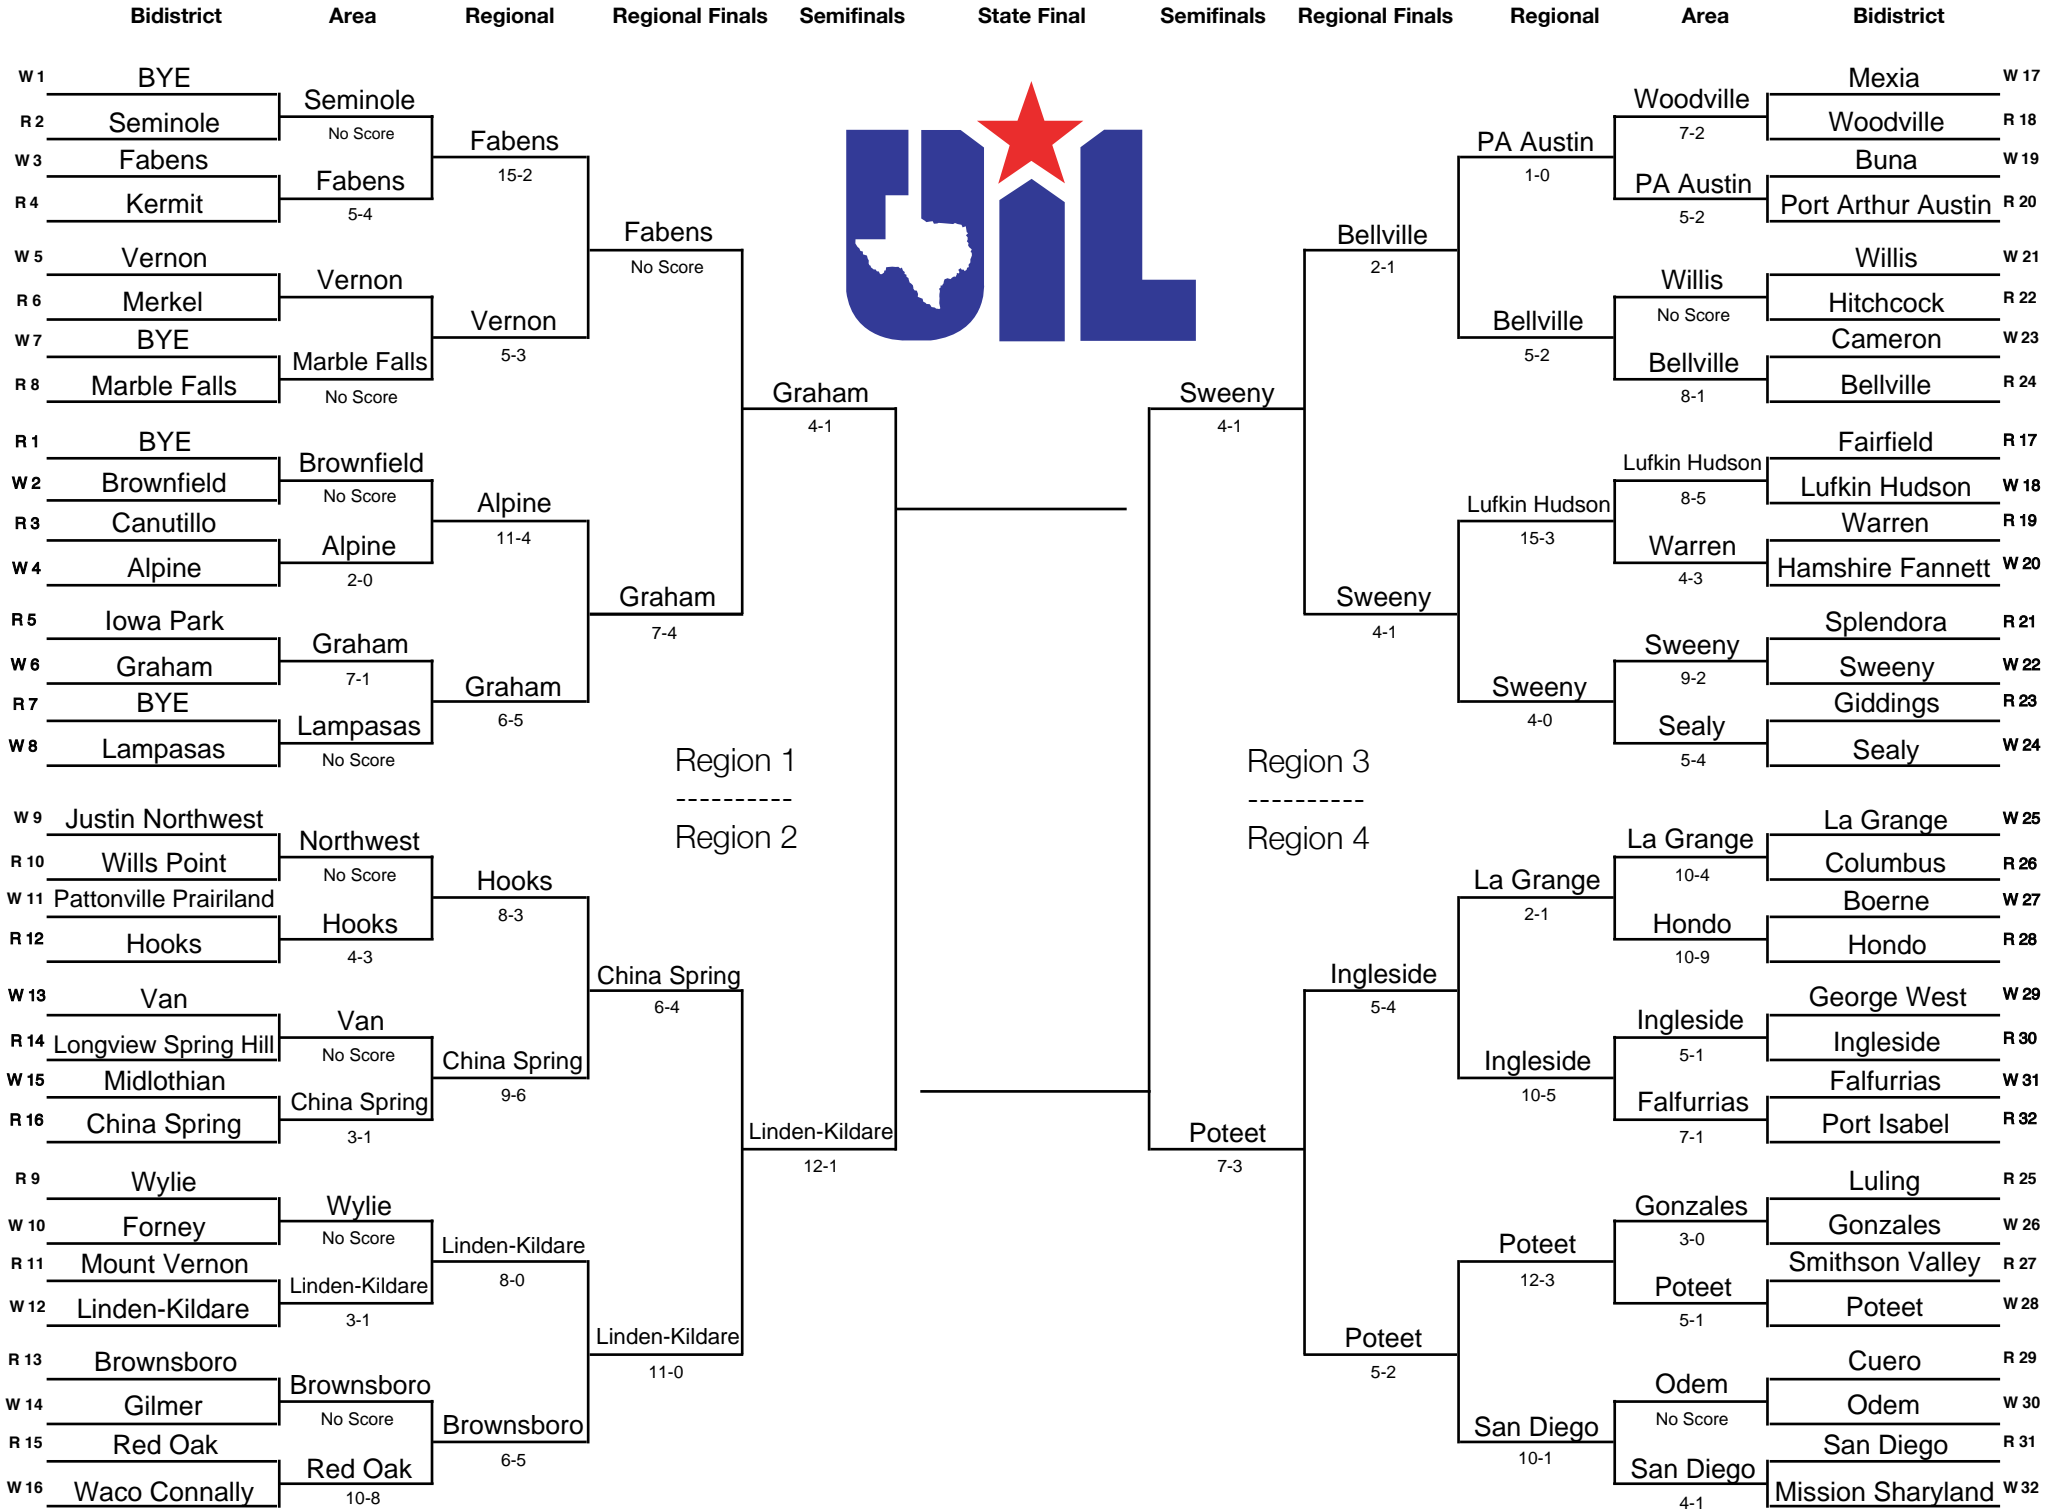 Bidistrict Area Regional Regional Finals Semifinals State Final Semifinals Regional Finals Regional Area Bidistrict
W 1 BYE
Seminole
No Score
R 2 Seminole
Fabens
15-2
W 3 Fabens
Fabens
5-4
R 4 Kermit
Fabens
No Score
W 5 Vernon
Vernon
R 6 Merkel
Vernon
5-3
W 7 BYE
Marble Falls
No Score
R 8 Marble Falls
Graham
4-1
R 1 BYE
Brownfield
No Score
W 2 Brownfield
Alpine
11-4
R 3 Canutillo
Alpine
2-0
W 4 Alpine
Graham
7-4
R 5 Iowa Park
Graham
7-1
W 6 Graham
Graham
6-5
R 7 BYE
Lampasas
No Score
W 8 Lampasas
Region 1
----------
Region 2
W 9 Justin Northwest
Northwest
No Score
R 10 Wills Point
Hooks
8-3
W 11 Pattonville Prairiland
Hooks
4-3
R 12 Hooks
China Spring
6-4
W 13 Van
Van
No Score
R 14 Longview Spring Hill
China Spring
9-6
W 15 Midlothian
China Spring
3-1
R 16 China Spring
Linden-Kildare
12-1
R 9 Wylie
Wylie
No Score
W 10 Forney
Linden-Kildare
8-0
R 11 Mount Vernon
Linden-Kildare
3-1
W 12 Linden-Kildare
Linden-Kildare
11-0
R 13 Brownsboro
Brownsboro
No Score
W 14 Gilmer
Brownsboro
6-5
R 15 Red Oak
Red Oak
10-8
W 16 Waco Connally
UIL
Mexia W 17
Woodville
7-2
Woodville R 18
PA Austin
1-0
Buna W 19
PA Austin
5-2
Port Arthur Austin R 20
Bellville
2-1
Willis W 21
Willis
No Score
Hitchcock R 22
Bellville
5-2
Cameron W 23
Bellville
8-1
Bellville R 24
Sweeny
4-1
Fairfield R 17
Lufkin Hudson
8-5
Lufkin Hudson W 18
Lufkin Hudson
15-3
Warren R 19
Warren
4-3
Hamshire Fannett W 20
Sweeny
4-1
Splendora R 21
Sweeny
9-2
Sweeny W 22
Sweeny
4-0
Giddings R 23
Sealy
5-4
Sealy W 24
Region 3
----------
Region 4
La Grange W 25
La Grange
10-4
Columbus R 26
La Grange
2-1
Boerne W 27
Hondo
10-9
Hondo R 28
Ingleside
5-4
George West W 29
Ingleside
5-1
Ingleside R 30
Ingleside
10-5
Falfurrias W 31
Falfurrias
7-1
Port Isabel R 32
Poteet
7-3
Luling R 25
Gonzales
3-0
Gonzales W 26
Poteet
12-3
Smithson Valley R 27
Poteet
5-1
Poteet W 28
Poteet
5-2
Cuero R 29
Odem
No Score
Odem W 30
San Diego
10-1
San Diego R 31
San Diego
4-1
Mission Sharyland W 32